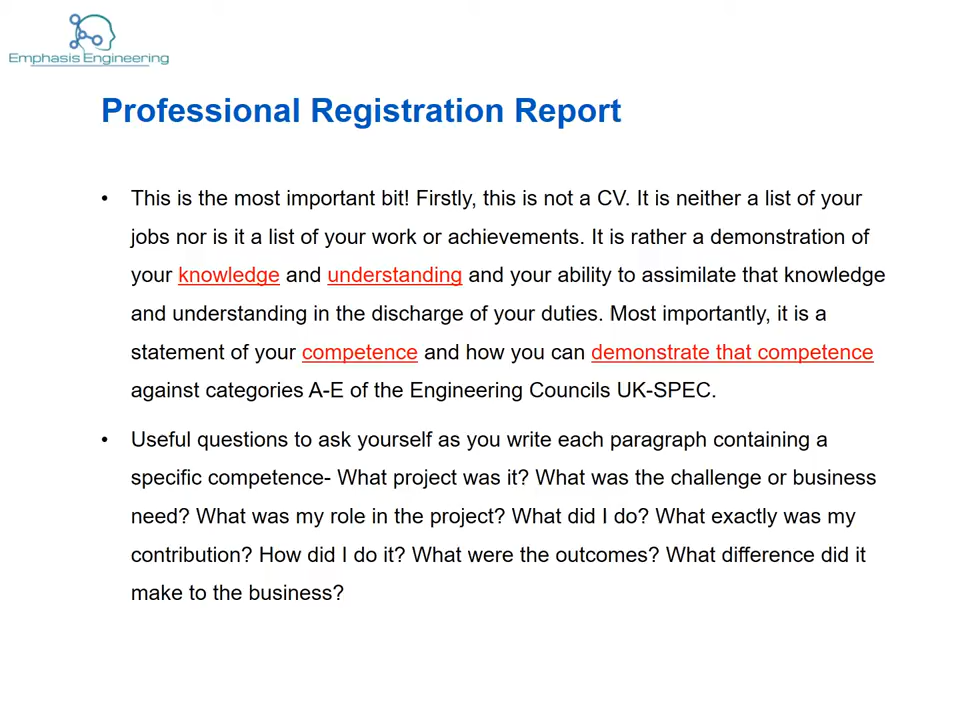 Emphasis Engineering
Professional Registration Report
• This is the most important bit! Firstly, this is not a CV. It is neither a list of your
jobs nor is it a list of your work or achievements. It is rather a demonstration of
your knowledge and understanding and your ability to assimilate that knowledge
and understanding in the discharge of your duties. Most importantly, it is a
statement of your competence and how you can demonstrate that competence
against categories A-E of the Engineering Councils UK-SPEC.
• Useful questions to ask yourself as you write each paragraph containing a
specific competence- What project was it? What was the challenge or business
need? What was my role in the project? What did I do? What exactly was my
contribution? How did I do it? What were the outcomes? What difference did it
make to the business?